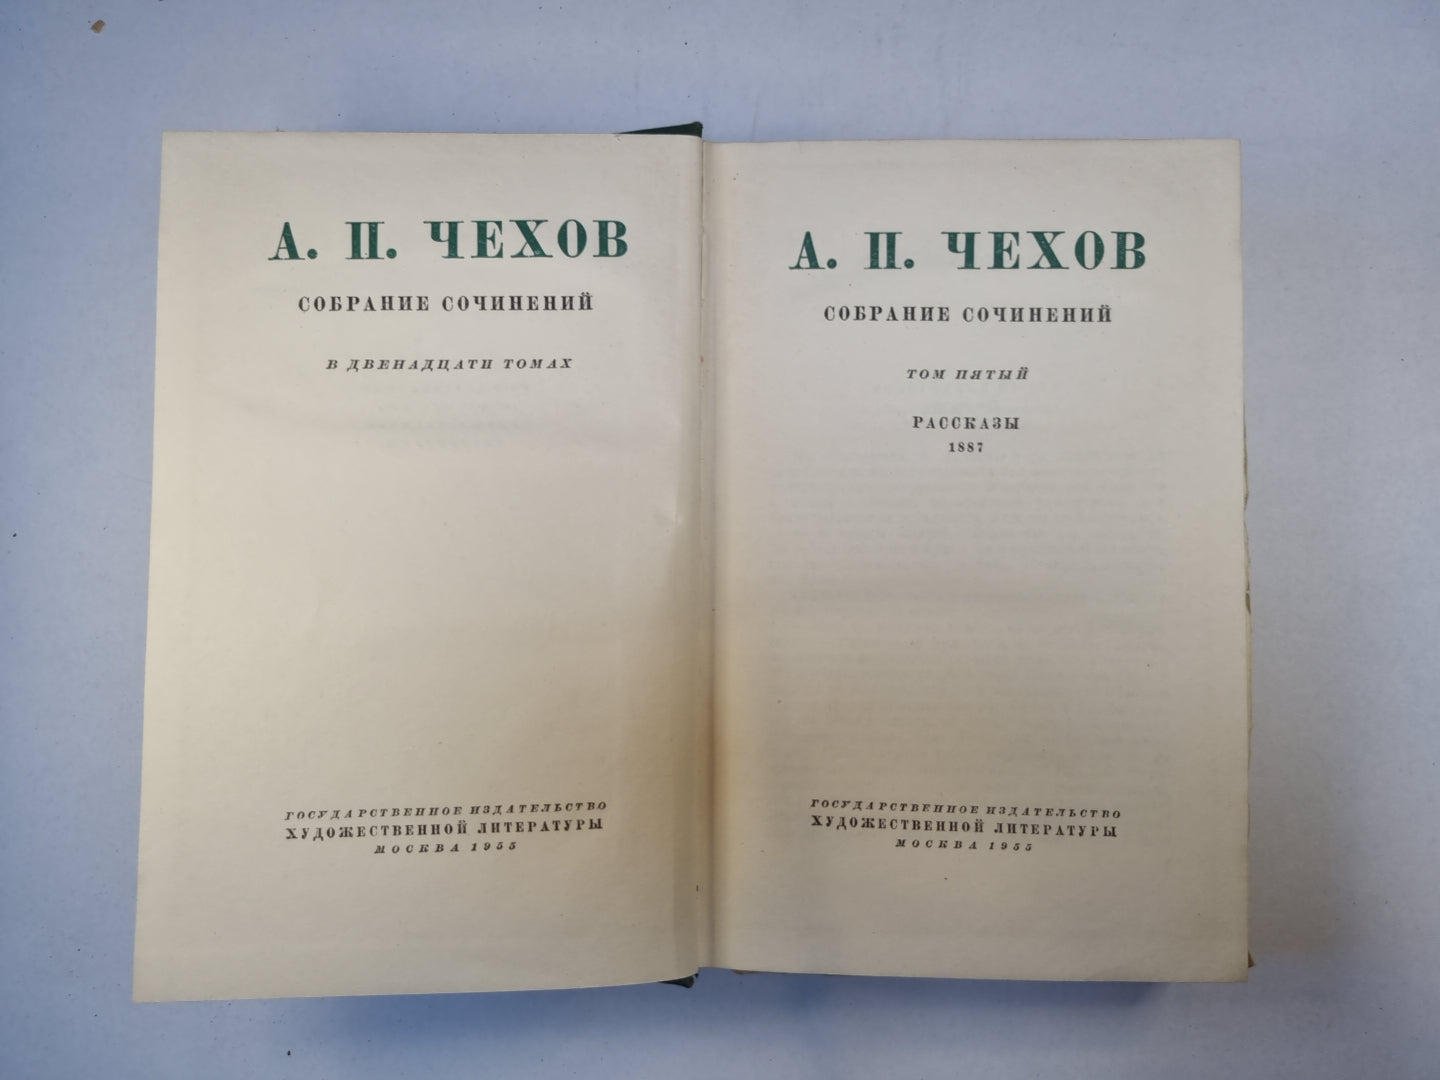 А. П. ЧЕХОВ
СОБРАНИЕ СОЧИНЕНИЙ
В ДВЕНАДЦАТИ ТОМАХ
ГОСУДАРСТВЕННОЕ ИЗДАТЕЛЬСТВО
ХУДОЖЕСТВЕННОЙ ЛИТЕРАТУРЫ
МОСКВА 1955
А. П. ЧЕХОВ
СОБРАНИЕ СОЧИНЕНИЙ
ТОМ ПЯТЫЙ
РАССКАЗЫ
1887
ГОСУДАРСТВЕННОЕ ИЗДАТЕЛЬСТВО
ХУДОЖЕСТВЕННОЙ ЛИТЕРАТУРЫ
МОСКВА 1955